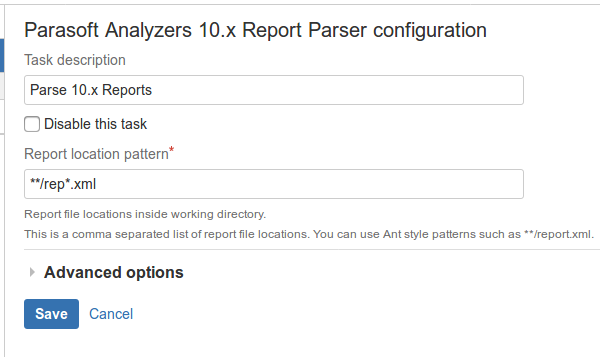 Parasoft Analyzers 10.x Report Parser configuration
Task description
Parse 10.x Reports
Disable this task
Report location pattern*
**/rep*.xml
Report file locations inside working directory.
This is a comma separated list of report file locations. You can use Ant style patterns such as **/report.xml.
Advanced options
Save Cancel